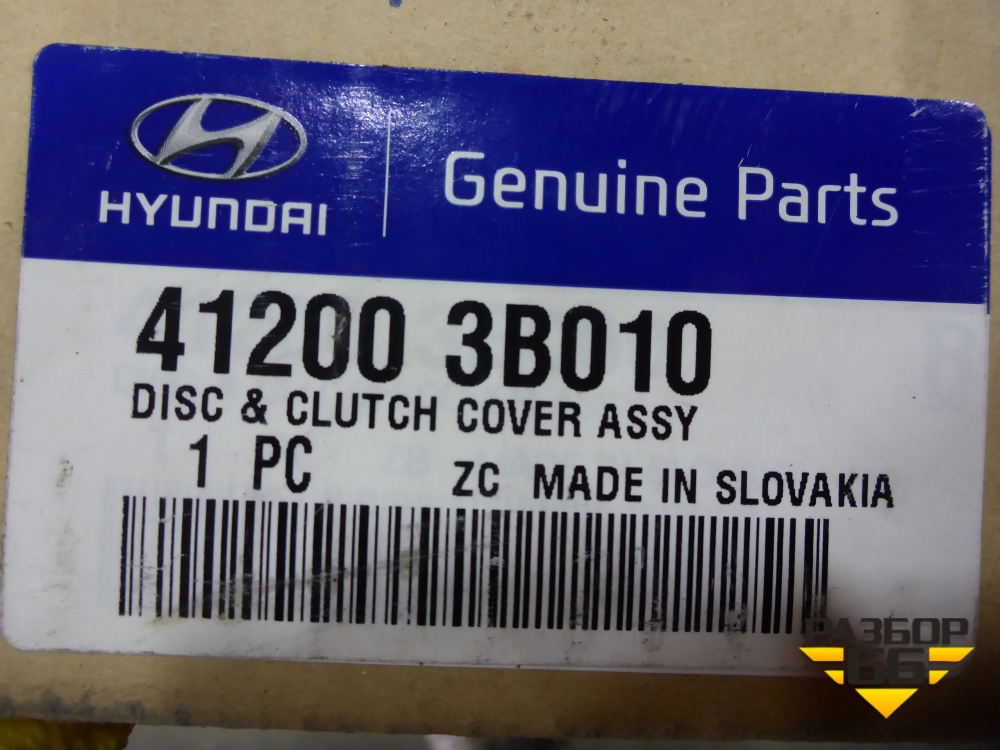 HYUNDAI
Genuine Parts
41200 3B010
DISC & CLUTCH COVER ASSY
1 PC
ZC MADE IN SLOVAKIA
РАЗБОР
66